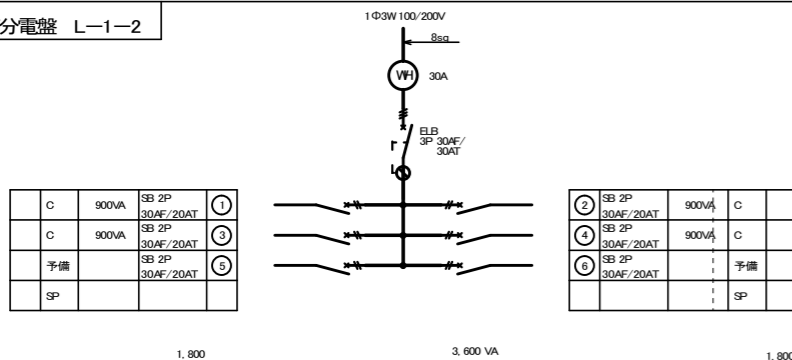 分電盤 L－1－2
1Φ3W 100/200V
8sq
WH 30A
ELB
3P 30AF/
30AT
C 900VA SB 2P
30AF/20AT ①
C 900VA SB 2P
30AF/20AT ③
予備 SB 2P
30AF/20AT ⑤
SP
② SB 2P
30AF/20AT 900VA C
④ SB 2P
30AF/20AT 900VA C
⑥ SB 2P
30AF/20AT 予備
SP
1,800
3,600 VA
1,800